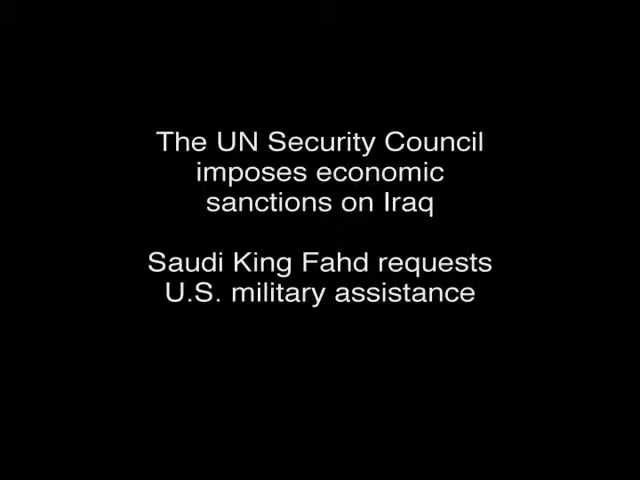 The UN Security Council
imposes economic
sanctions on Iraq
Saudi King Fahd requests
U.S. military assistance